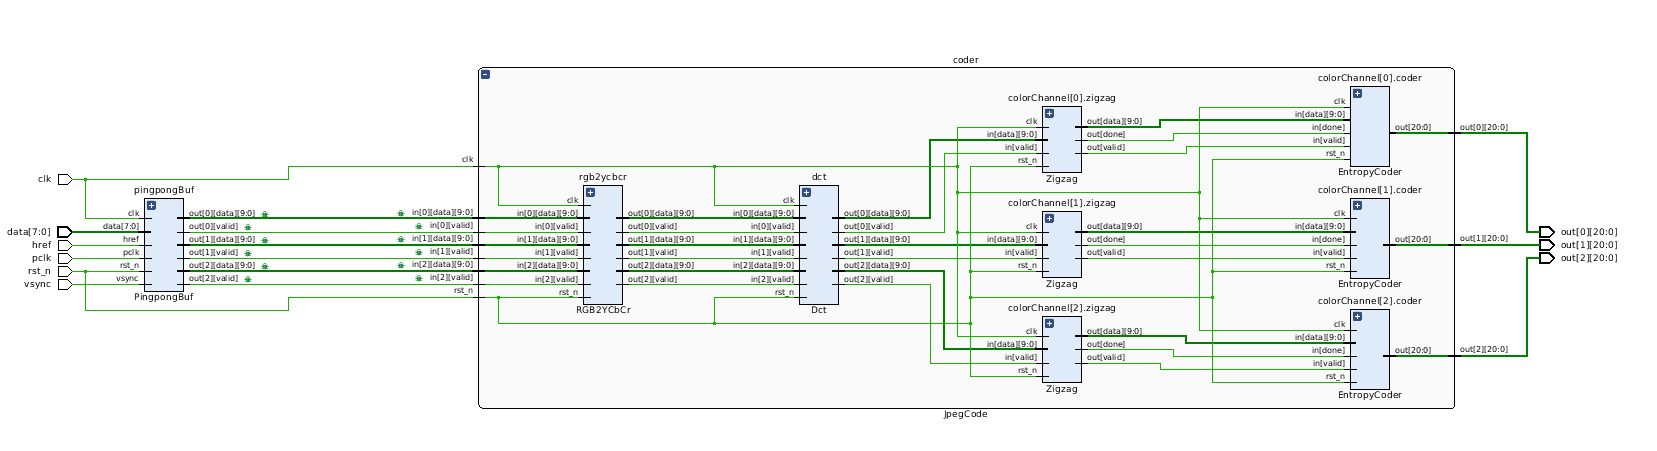 coder
clk
data[7:0]
href
pclk
rst_n
vsync
pingpongBuf
clk
data[7:0]
href
pclk
rst_n
vsync
out[0][data][9:0]
out[0][valid]
out[1][data][9:0]
out[1][valid]
out[2][data][9:0]
out[2][valid]
PingpongBuf
clk
in[0][data][9:0]
in[0][valid]
in[1][data][9:0]
in[1][valid]
in[2][data][9:0]
in[2][valid]
rst_n
rgb2ycbcr
clk
in[0][data][9:0]
in[0][valid]
in[1][data][9:0]
in[1][valid]
in[2][data][9:0]
in[2][valid]
rst_n
out[0][data][9:0]
out[0][valid]
out[1][data][9:0]
out[1][valid]
out[2][data][9:0]
out[2][valid]
RGB2YCbCr
dct
clk
in[0][data][9:0]
in[0][valid]
in[1][data][9:0]
in[1][valid]
in[2][data][9:0]
in[2][valid]
rst_n
out[0][data][9:0]
out[0][valid]
out[1][data][9:0]
out[1][valid]
out[2][data][9:0]
out[2][valid]
Dct
colorChannel[0].zigzag
clk
in[data][9:0]
in[valid]
rst_n
out[data][9:0]
out[done]
out[valid]
Zigzag
colorChannel[1].zigzag
clk
in[data][9:0]
in[valid]
rst_n
out[data][9:0]
out[done]
out[valid]
Zigzag
colorChannel[2].zigzag
clk
in[data][9:0]
in[valid]
rst_n
out[data][9:0]
out[done]
out[valid]
Zigzag
colorChannel[0].coder
clk
in[data][9:0]
in[done]
in[valid]
rst_n
out[20:0]
EntropyCoder
colorChannel[1].coder
clk
in[data][9:0]
in[done]
in[valid]
rst_n
out[20:0]
EntropyCoder
colorChannel[2].coder
clk
in[data][9:0]
in[done]
in[valid]
rst_n
out[20:0]
EntropyCoder
out[0][20:0]
out[1][20:0]
out[2][20:0]
out[0][20:0]
out[1][20:0]
out[2][20:0]
JpegCode